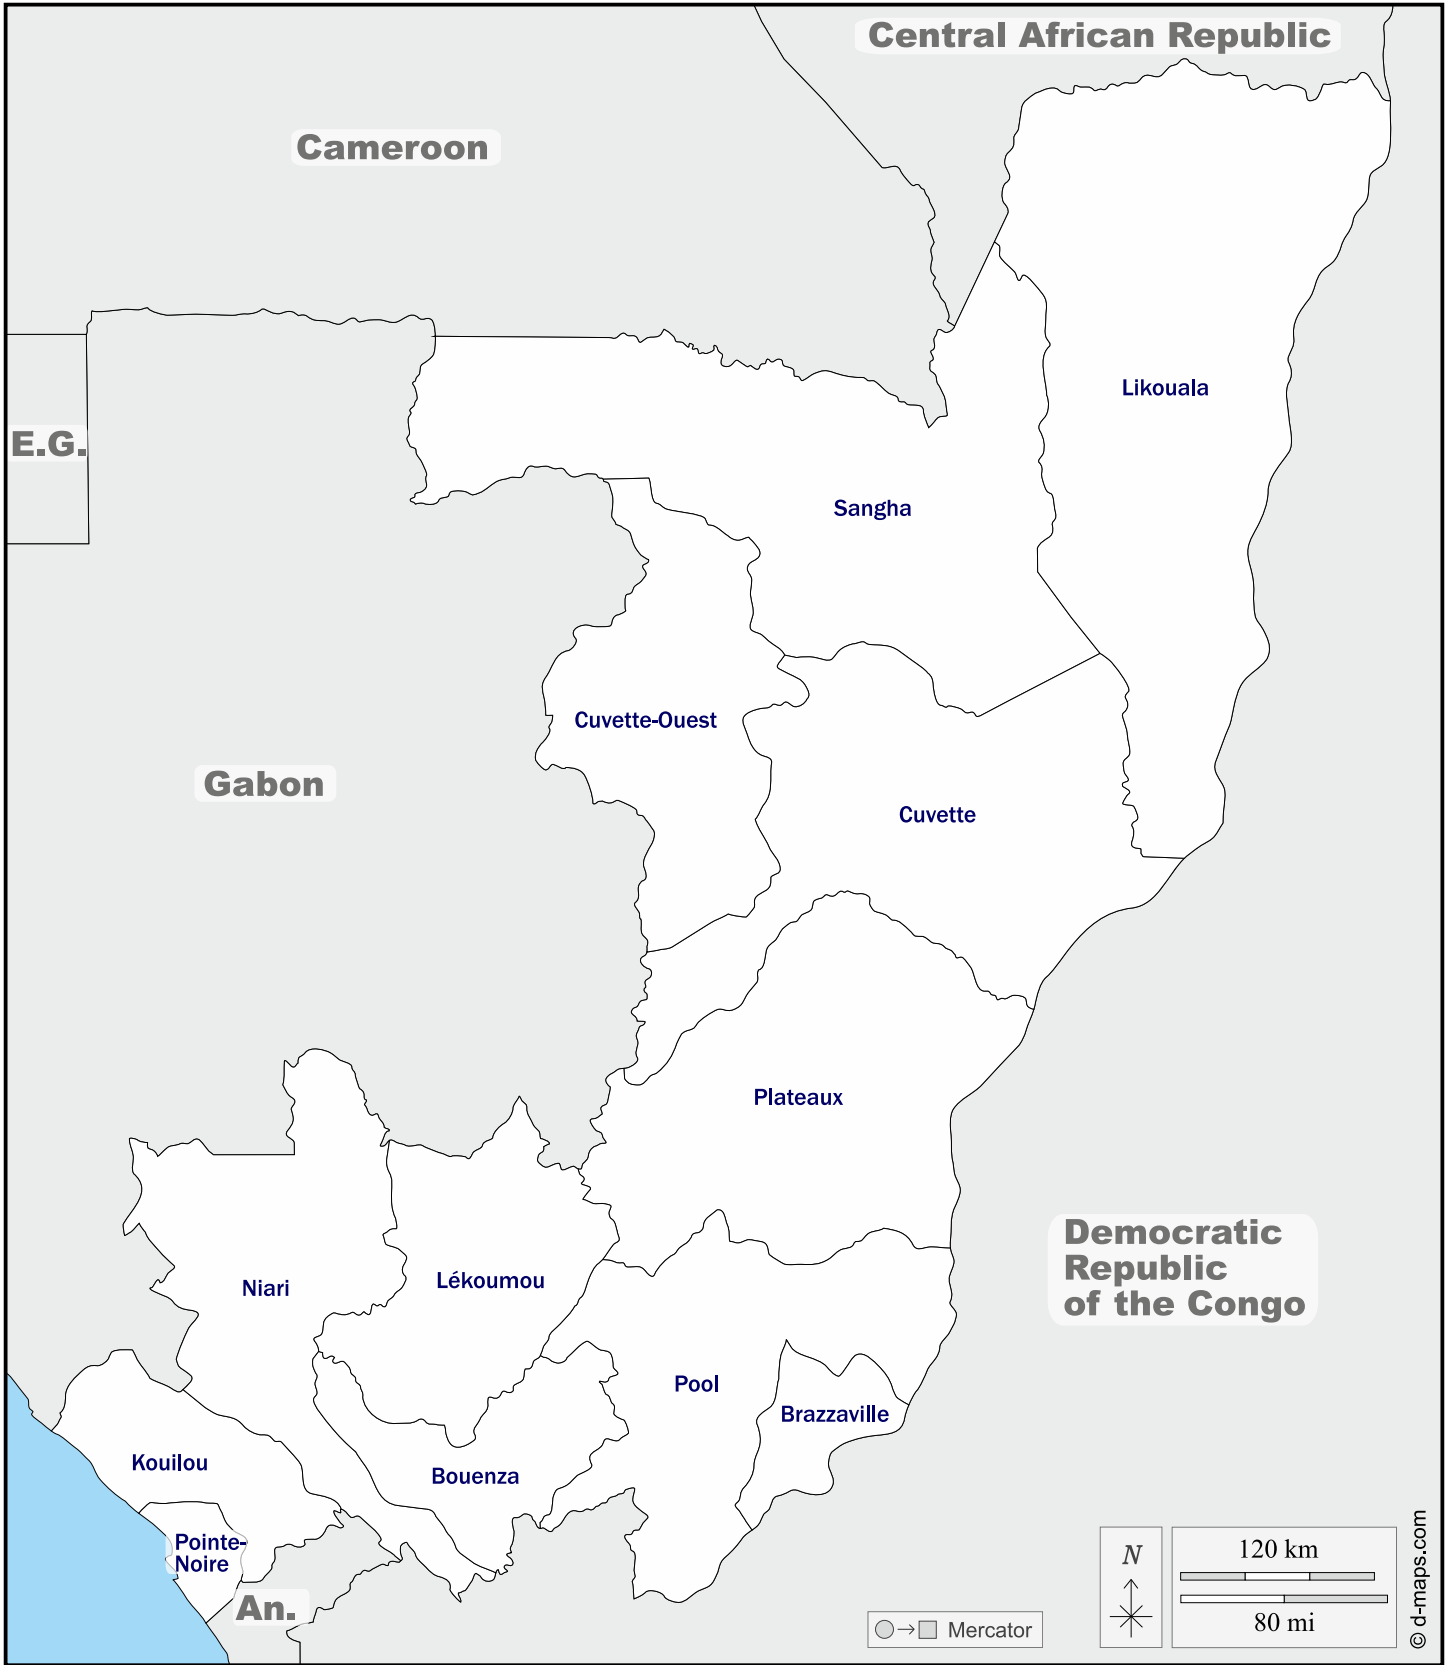 Central African Republic
Cameroon
Likouala
E.G.
Sangha
Cuvette-Ouest
Gabon
Cuvette
Plateaux
Democratic
Republic
of the Congo
Niari
Lékoumou
Pool
Brazzaville
Kouilou
Bouenza
Pointe-
Noire
An.
Mercator
N
120 km
80 mi
© d-maps.com